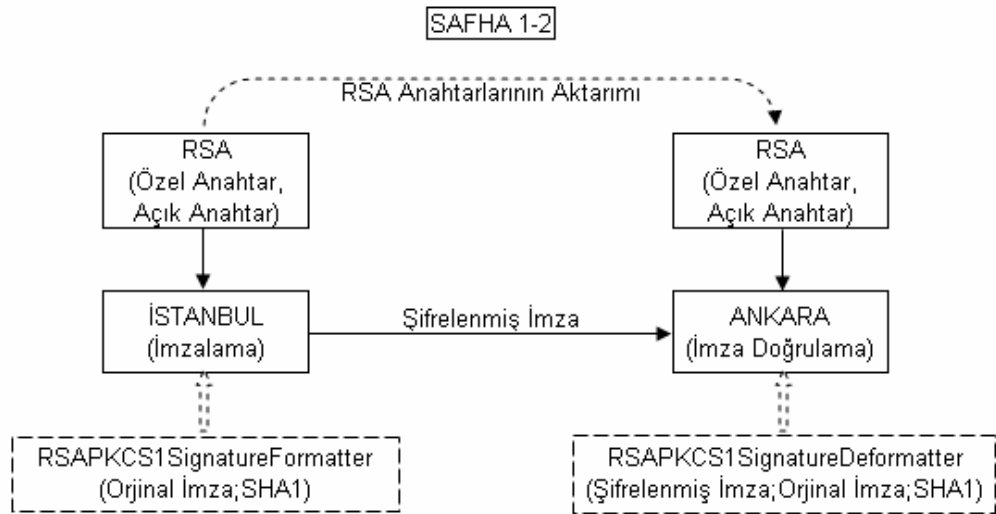 SAFHA 1-2
RSA Anahtarlarının Aktarımı
RSA
(Özel Anahtar,
Açık Anahtar)
RSA
(Özel Anahtar,
Açık Anahtar)
İSTANBUL
(İmzalama)
Şifrelenmiş İmza
ANKARA
(İmza Doğrulama)
RSAPKCS1SignatureFormatter
(Orjinal İmza;SHA1)
RSAPKCS1SignatureDeformatter
(Şifrelenmiş İmza;Orjinal İmza;SHA1)